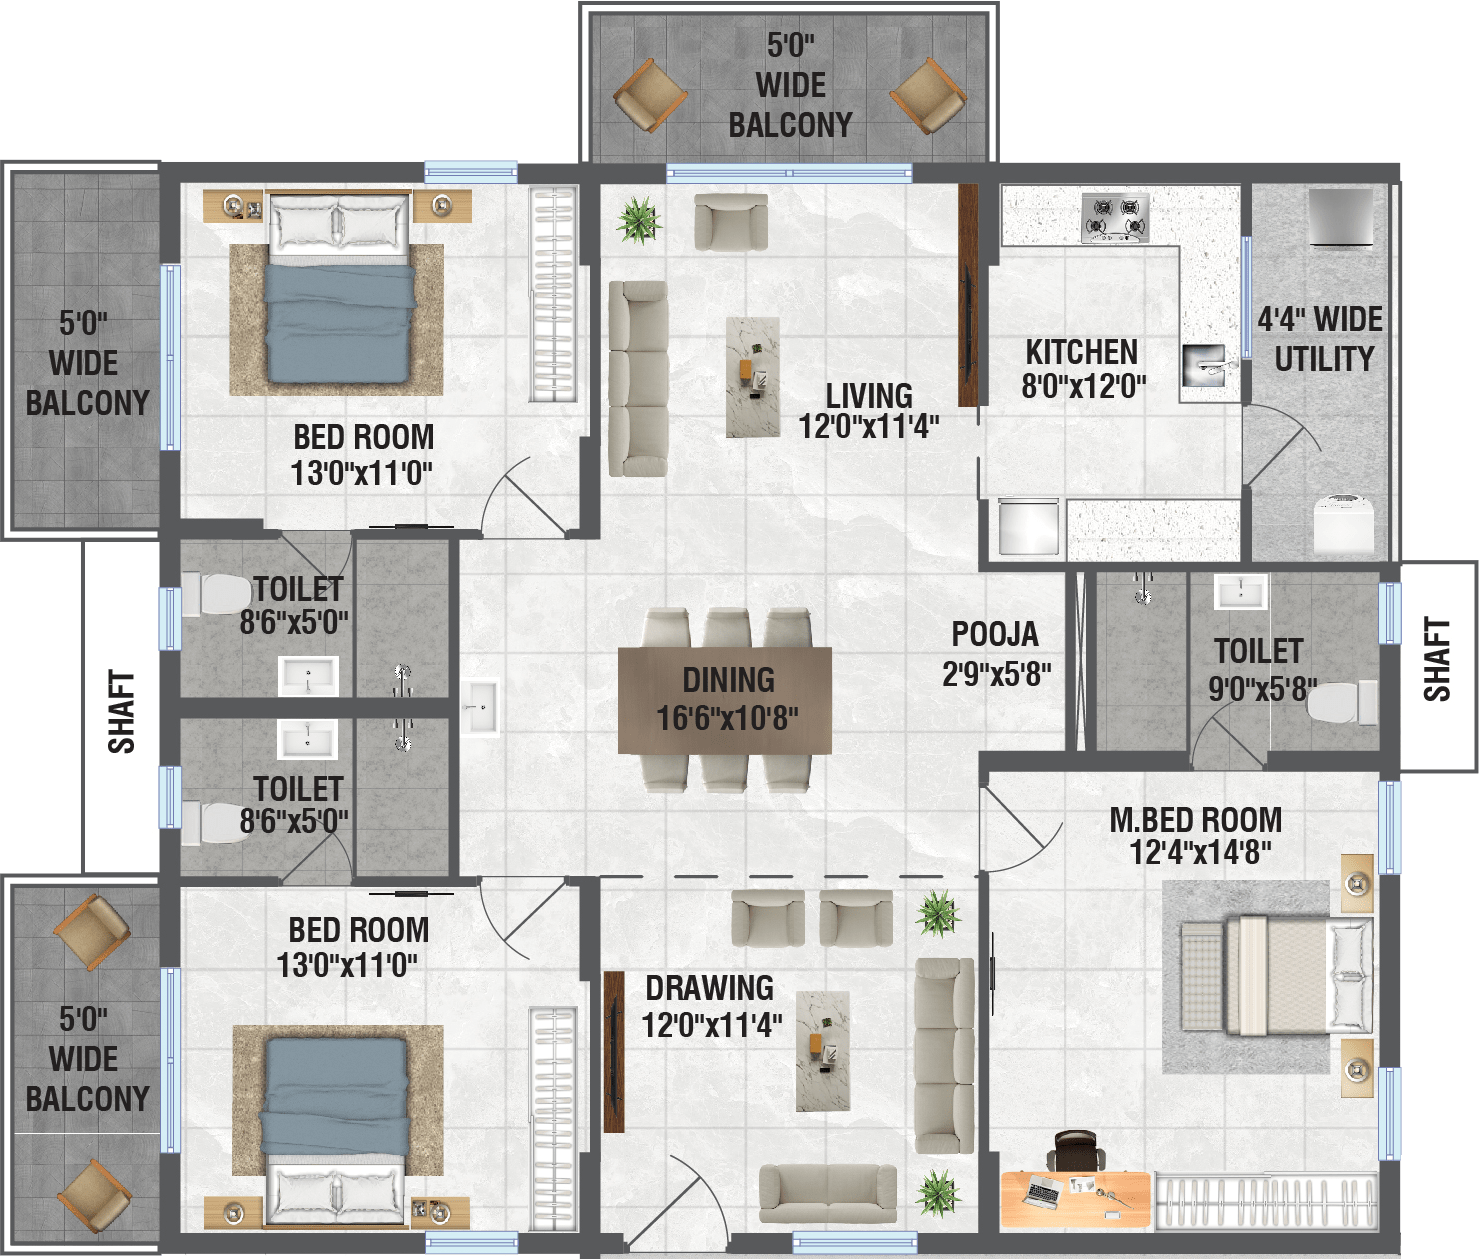 5'0"
WIDE
BALCONY
5'0"
WIDE
BALCONY
BED ROOM
13'0"x11'0"
LIVING
12'0"x11'4"
KITCHEN
8'0"x12'0"
4'4" WIDE
UTILITY
TOILET
8'6"x5'0"
SHAFT
TOILET
8'6"x5'0"
DINING
16'6"x10'8"
POOJA
2'9"x5'8"
TOILET
9'0"x5'8"
SHAFT
M.BED ROOM
12'4"x14'8"
BED ROOM
13'0"x11'0"
DRAWING
12'0"x11'4"
5'0"
WIDE
BALCONY